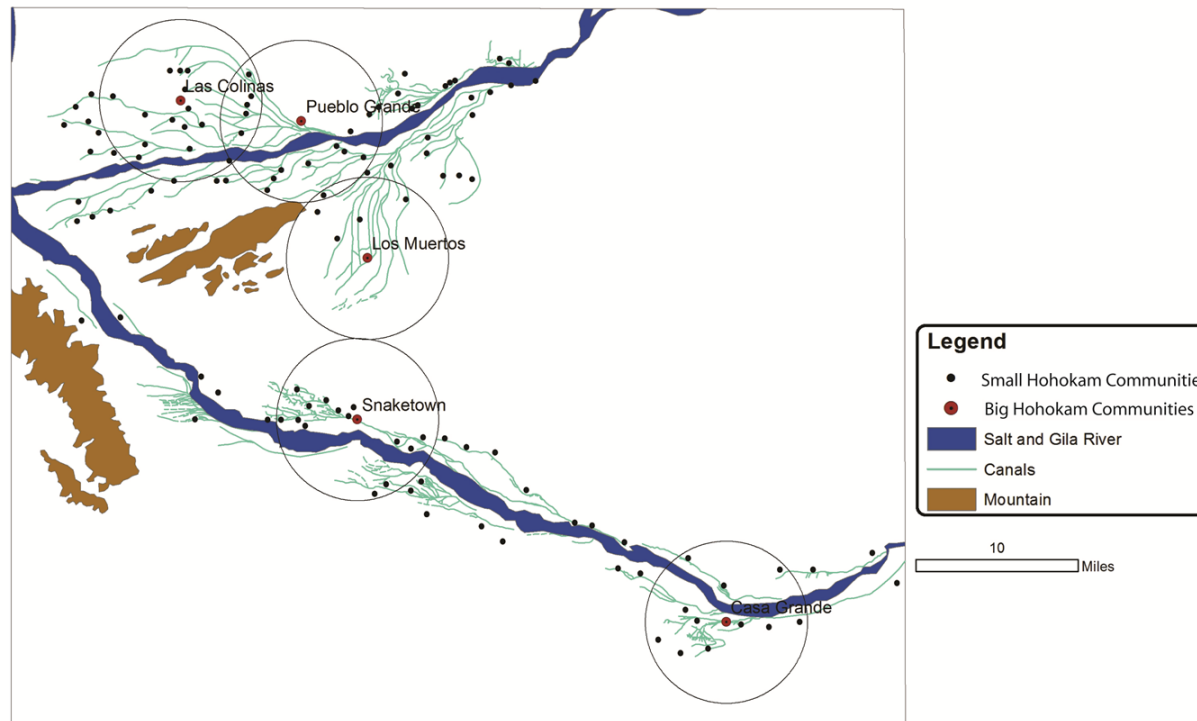 Las Colinas
Pueblo Grande
Los Muertos
Snaketown
Casa Grande
Legend
Small Hohokam Communitie
Big Hohokam Communities
Salt and Gila River
Canals
Mountain
10
Miles